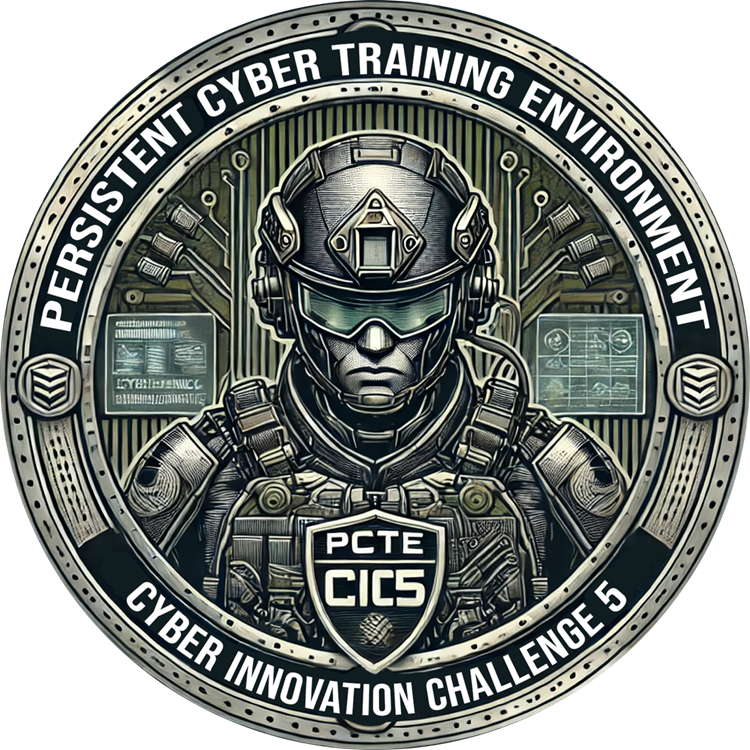 PERSISTENT CYBER TRAINING ENVIRONMENT
PCTE
CIC5
CYBER INNOVATION CHALLENGE 5